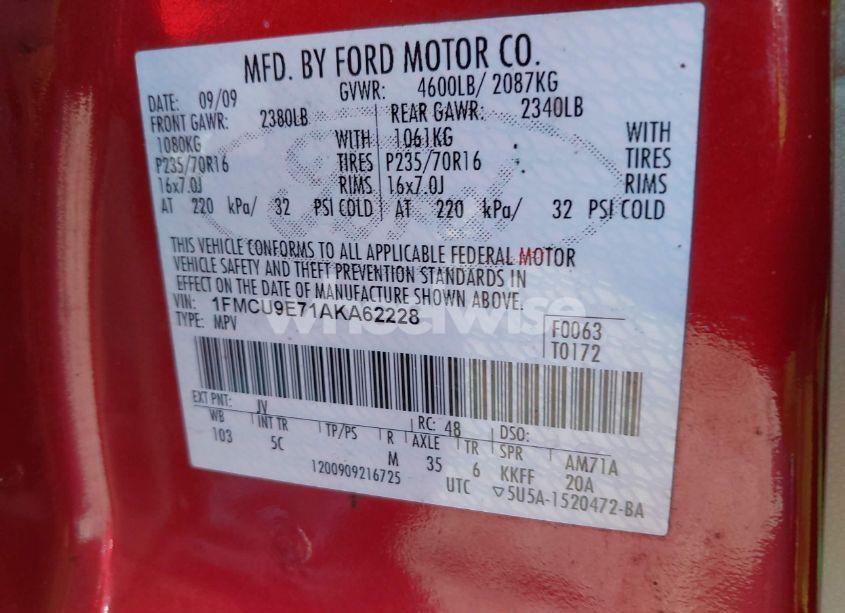 MFD. BY FORD MOTOR CO.
DATE: 09/09 GVWR: 4600LB/ 2087KG
FRONT GAWR: 2380LB REAR GAWR: 2340LB
1080KG WITH 1061KG WITH
P235/70R16 TIRES P235/70R16 TIRES
16x7.0J RIMS 16x7.0J RIMS
AT 220 kPa/ 32 PSI COLD AT 220 kPa/ 32 PSI COLD
THIS VEHICLE CONFORMS TO ALL APPLICABLE FEDERAL MOTOR
VEHICLE SAFETY AND THEFT PREVENTION STANDARDS IN
EFFECT ON THE DATE OF MANUFACTURE SHOWN ABOVE.
VIN: 1FMCU9E71AKA62228 F0063
TYPE: MPV T0172
wheelwise
EXT PNT: JV RC: 48 DSO:
WB INT TR TP/PS R AXLE TR SPR AM71A
103 5C M 35 6 KKFF 20A
1200909216725 UTC ▽5U5A-1520472-BA